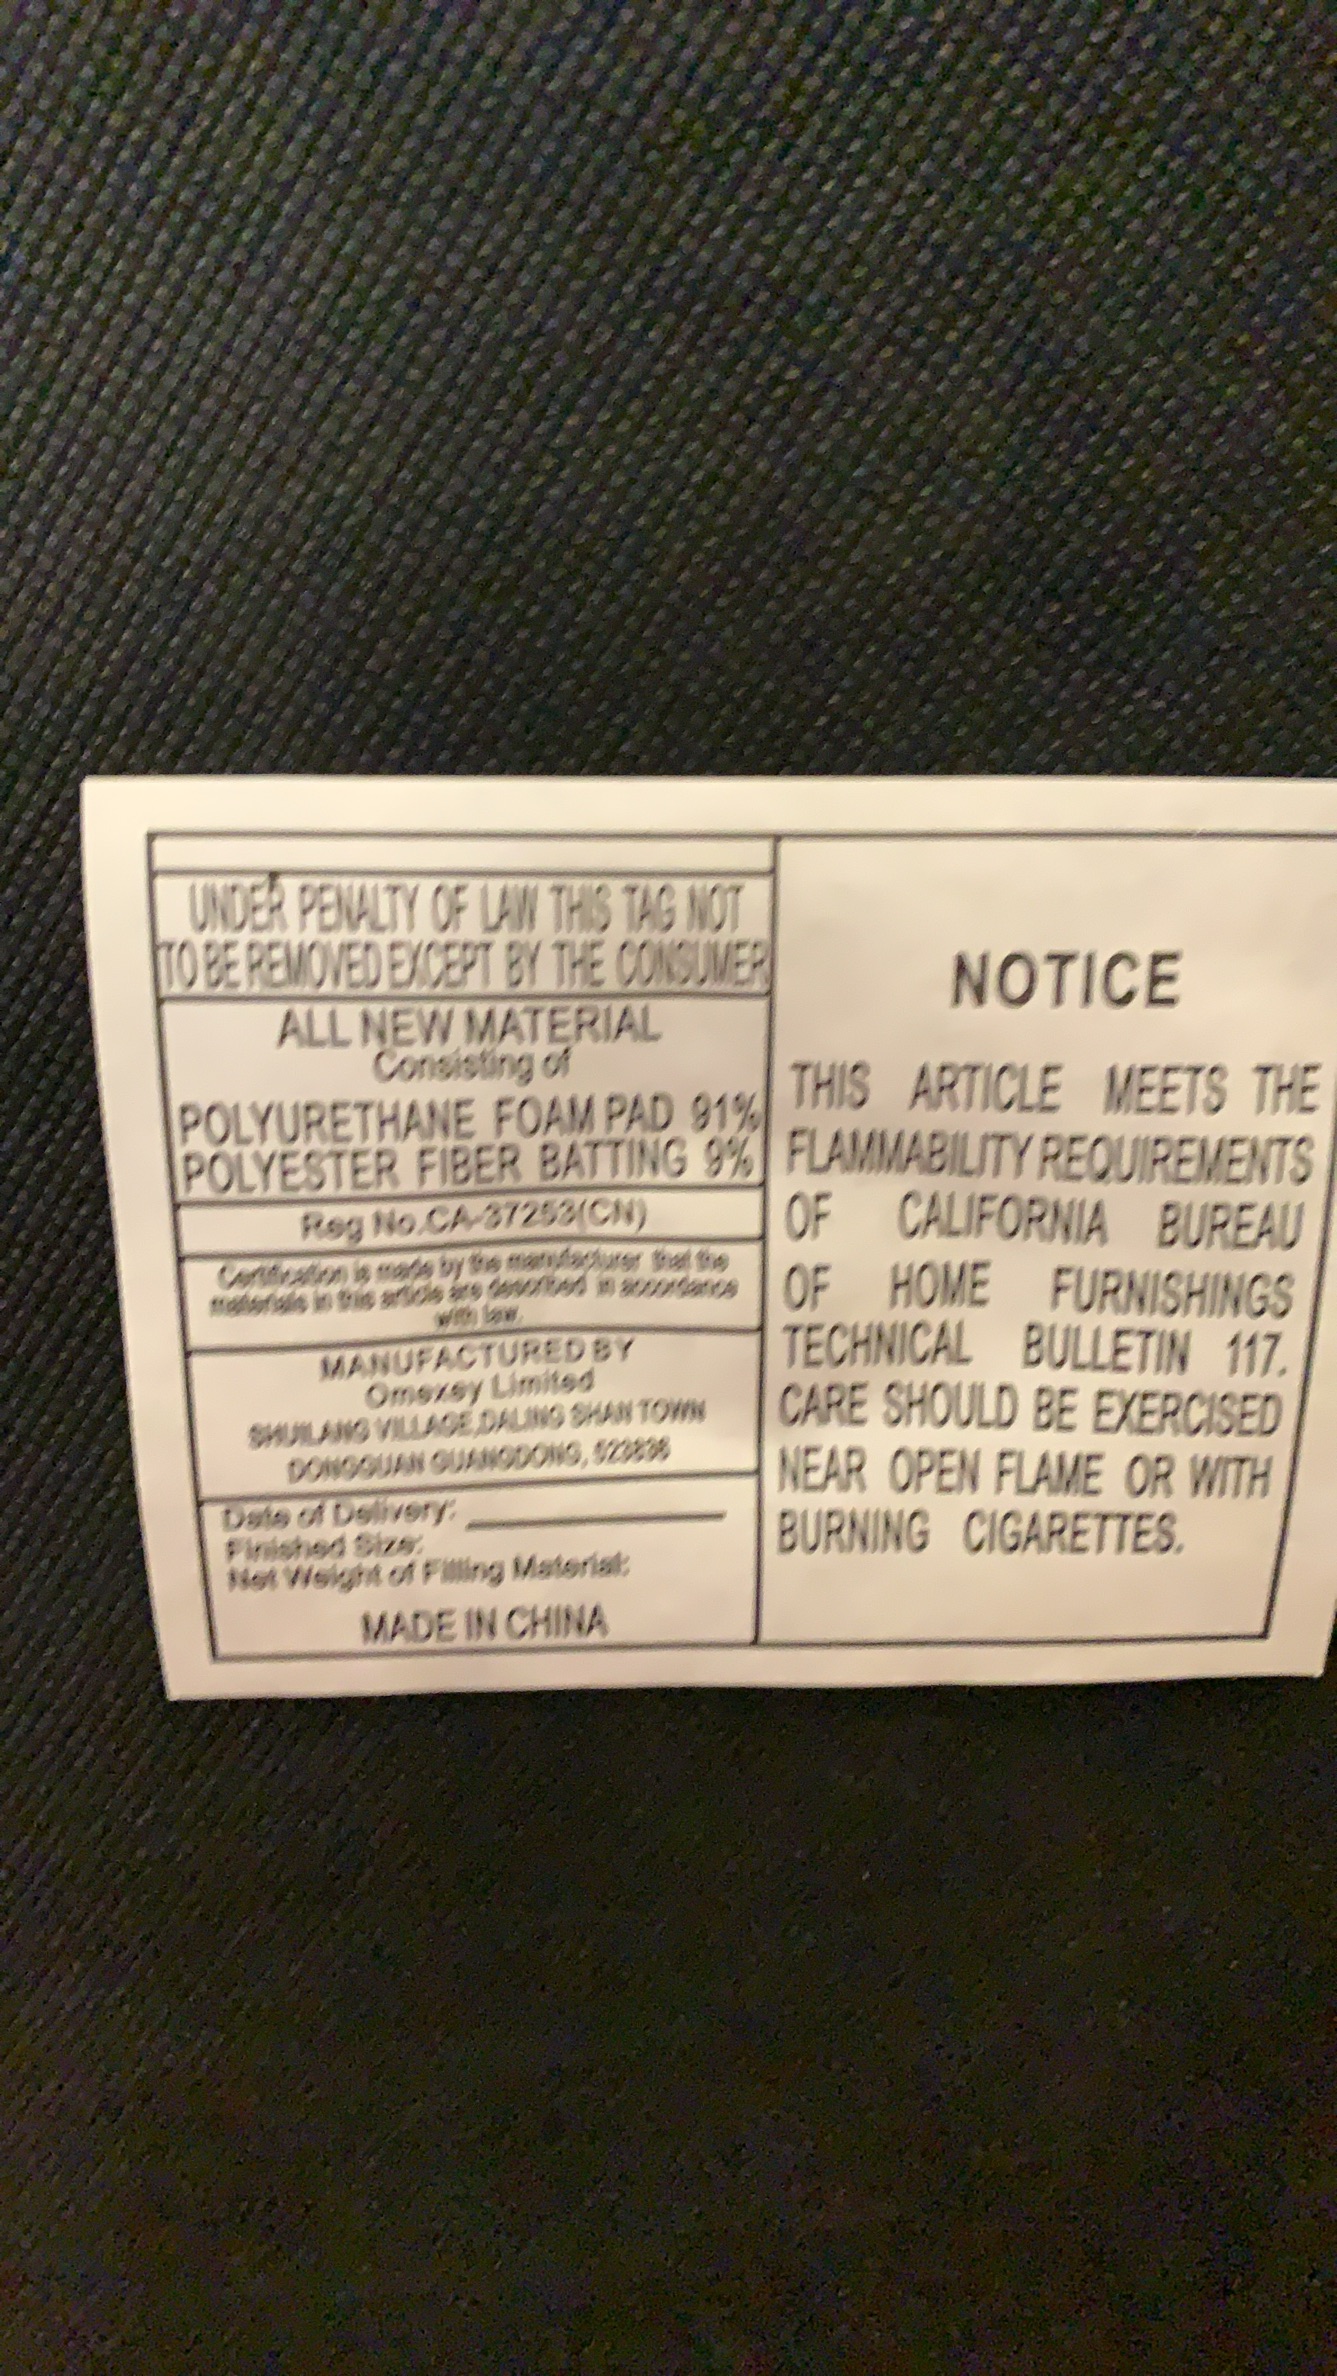 UNDER PENALTY OF LAW THIS TAG NOT
TO BE REMOVED EXCEPT BY THE CONSUMER
ALL NEW MATERIAL
Consisting of
POLYURETHANE FOAM PAD 91%
POLYESTER FIBER BATTING 9%
Reg No.CA-37253(CN)
Certification is made by the manufacturer that the
materials in this article are described in accordance
with law.
MANUFACTURED BY
Omexey Limited
SHUILANG VILLAGE,DALING SHAN TOWN
DONGGUAN GUANGDONG, 523836
Date of Delivery:
Finished Size:
Net Weight of Filling Material:
MADE IN CHINA
NOTICE
THIS ARTICLE MEETS THE
FLAMMABILITY REQUIREMENTS
OF CALIFORNIA BUREAU
OF HOME FURNISHINGS
TECHNICAL BULLETIN 117.
CARE SHOULD BE EXERCISED
NEAR OPEN FLAME OR WITH
BURNING CIGARETTES.